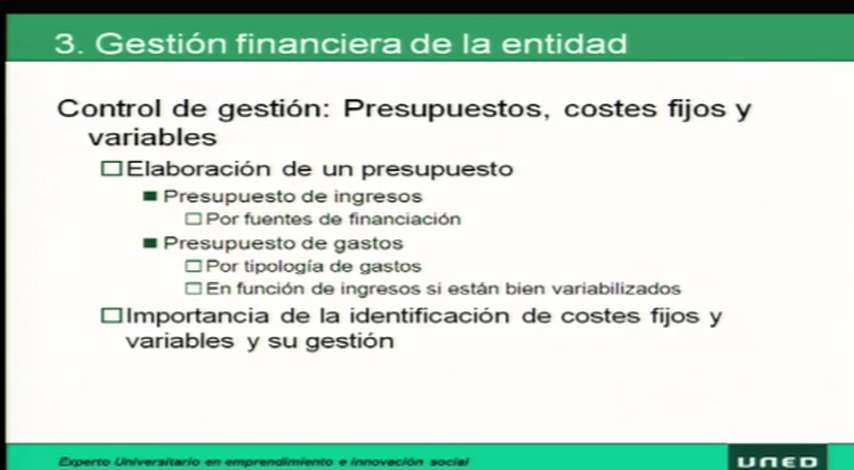 3. Gestión financiera de la entidad
Control de gestión: Presupuestos, costes fijos y
variables
Elaboración de un presupuesto
Presupuesto de ingresos
Por fuentes de financiación
Presupuesto de gastos
Por tipología de gastos
En función de ingresos si están bien variabilizados
Importancia de la identificación de costes fijos y
variables y su gestión
Experto Universitario en emprendimiento e innovación social
UNED